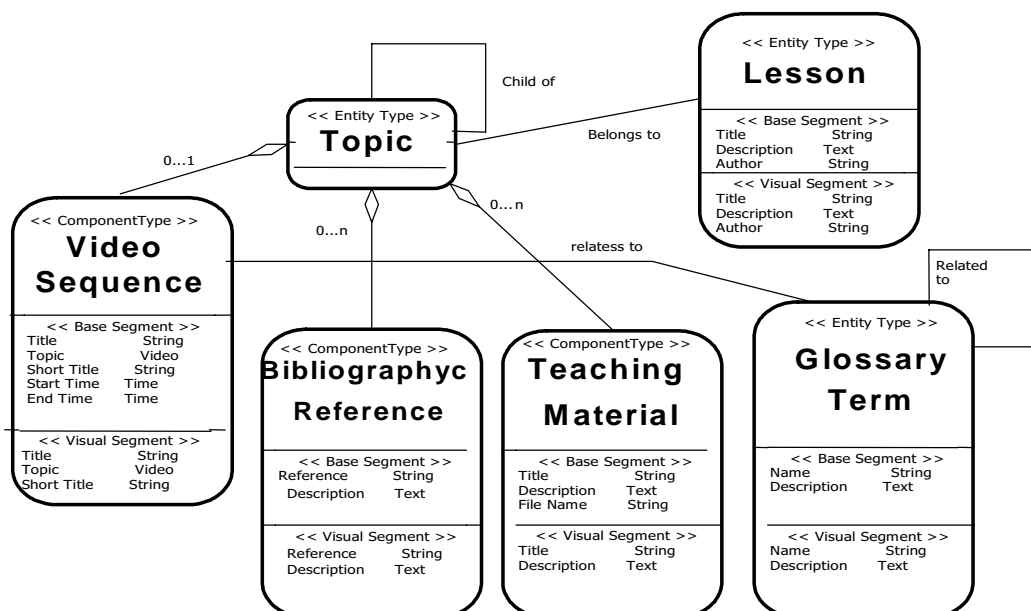 << Entity Type >>
Topic
Child of
Belongs to
0...1
0...n
0...n
relatess to
<< Entity Type >>
Lesson
<< Base Segment >>
Title String
Description Text
Author String
<< Visual Segment >>
Title String
Description Text
Author String
<< ComponentType >>
Video
Sequence
<< Base Segment >>
Title String
Topic Video
Short Title String
Start Time Time
End Time Time
<< Visual Segment >>
Title String
Topic Video
Short Title String
<< ComponentType >>
Bibliographyc
Reference
<< Base Segment >>
Reference String
Description Text
<< Visual Segment >>
Reference String
Description Text
<< ComponentType >>
Teaching
Material
<< Base Segment >>
Title String
Description Text
File Name String
<< Visual Segment >>
Title String
Description Text
Related
to
<< Entity Type >>
Glossary
Term
<< Base Segment >>
Name String
Description Text
<< Visual Segment >>
Name String
Description Text